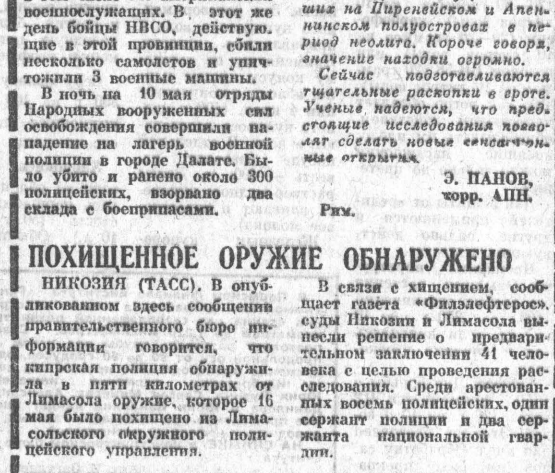 военнослужащих. В этот же
день бойцы НВСО, действую-
щие в этой провинции, сбили
несколько самолетов и унич-
тожили 3 военные машины.
В ночь на 10 мая отряды
Народных вооруженных сил
освобождения совершили на-
падение на лагерь военной
полиции в городе Далате. Бы-
ло убито и ранено около 300
полицейских, взорвано два
склада с боеприпасами.
ших на Пиренейском и Апен-
нинском полуостровах в пе-
риод неолита. Короче говоря,
значение находки огромно.
Сейчас подготавливаются
тщательные раскопки в гроте.
Ученые надеются, что пред-
стоящие исследования позво-
лят сделать новые сенсацион-
ные открытия.
Э. ПАНОВ,
корр. АПН.
Рим.
ПОХИЩЕННОЕ ОРУЖИЕ ОБНАРУЖЕНО
НИКОЗИЯ (ТАСС). В опуб-
ликованном здесь сообщении
правительственного бюро ин-
формации говорится, что
кипрская полиция обнаружи-
ла в пяти километрах от
Лимасола оружие, которое 16
мая было похищено из Лима-
сольского окружного поли-
цейского управления.
В связи с хищением, сооб-
щает газета «Филэлефтерос»,
суды Никозии и Лимасола вы-
несли решение о предвари-
тельном заключении 41 чело-
века с целью проведения рас-
следования. Среди арестован-
ных восемь полицейских, один
сержант полиции и два сер-
жанта национальной гвар-
дии.